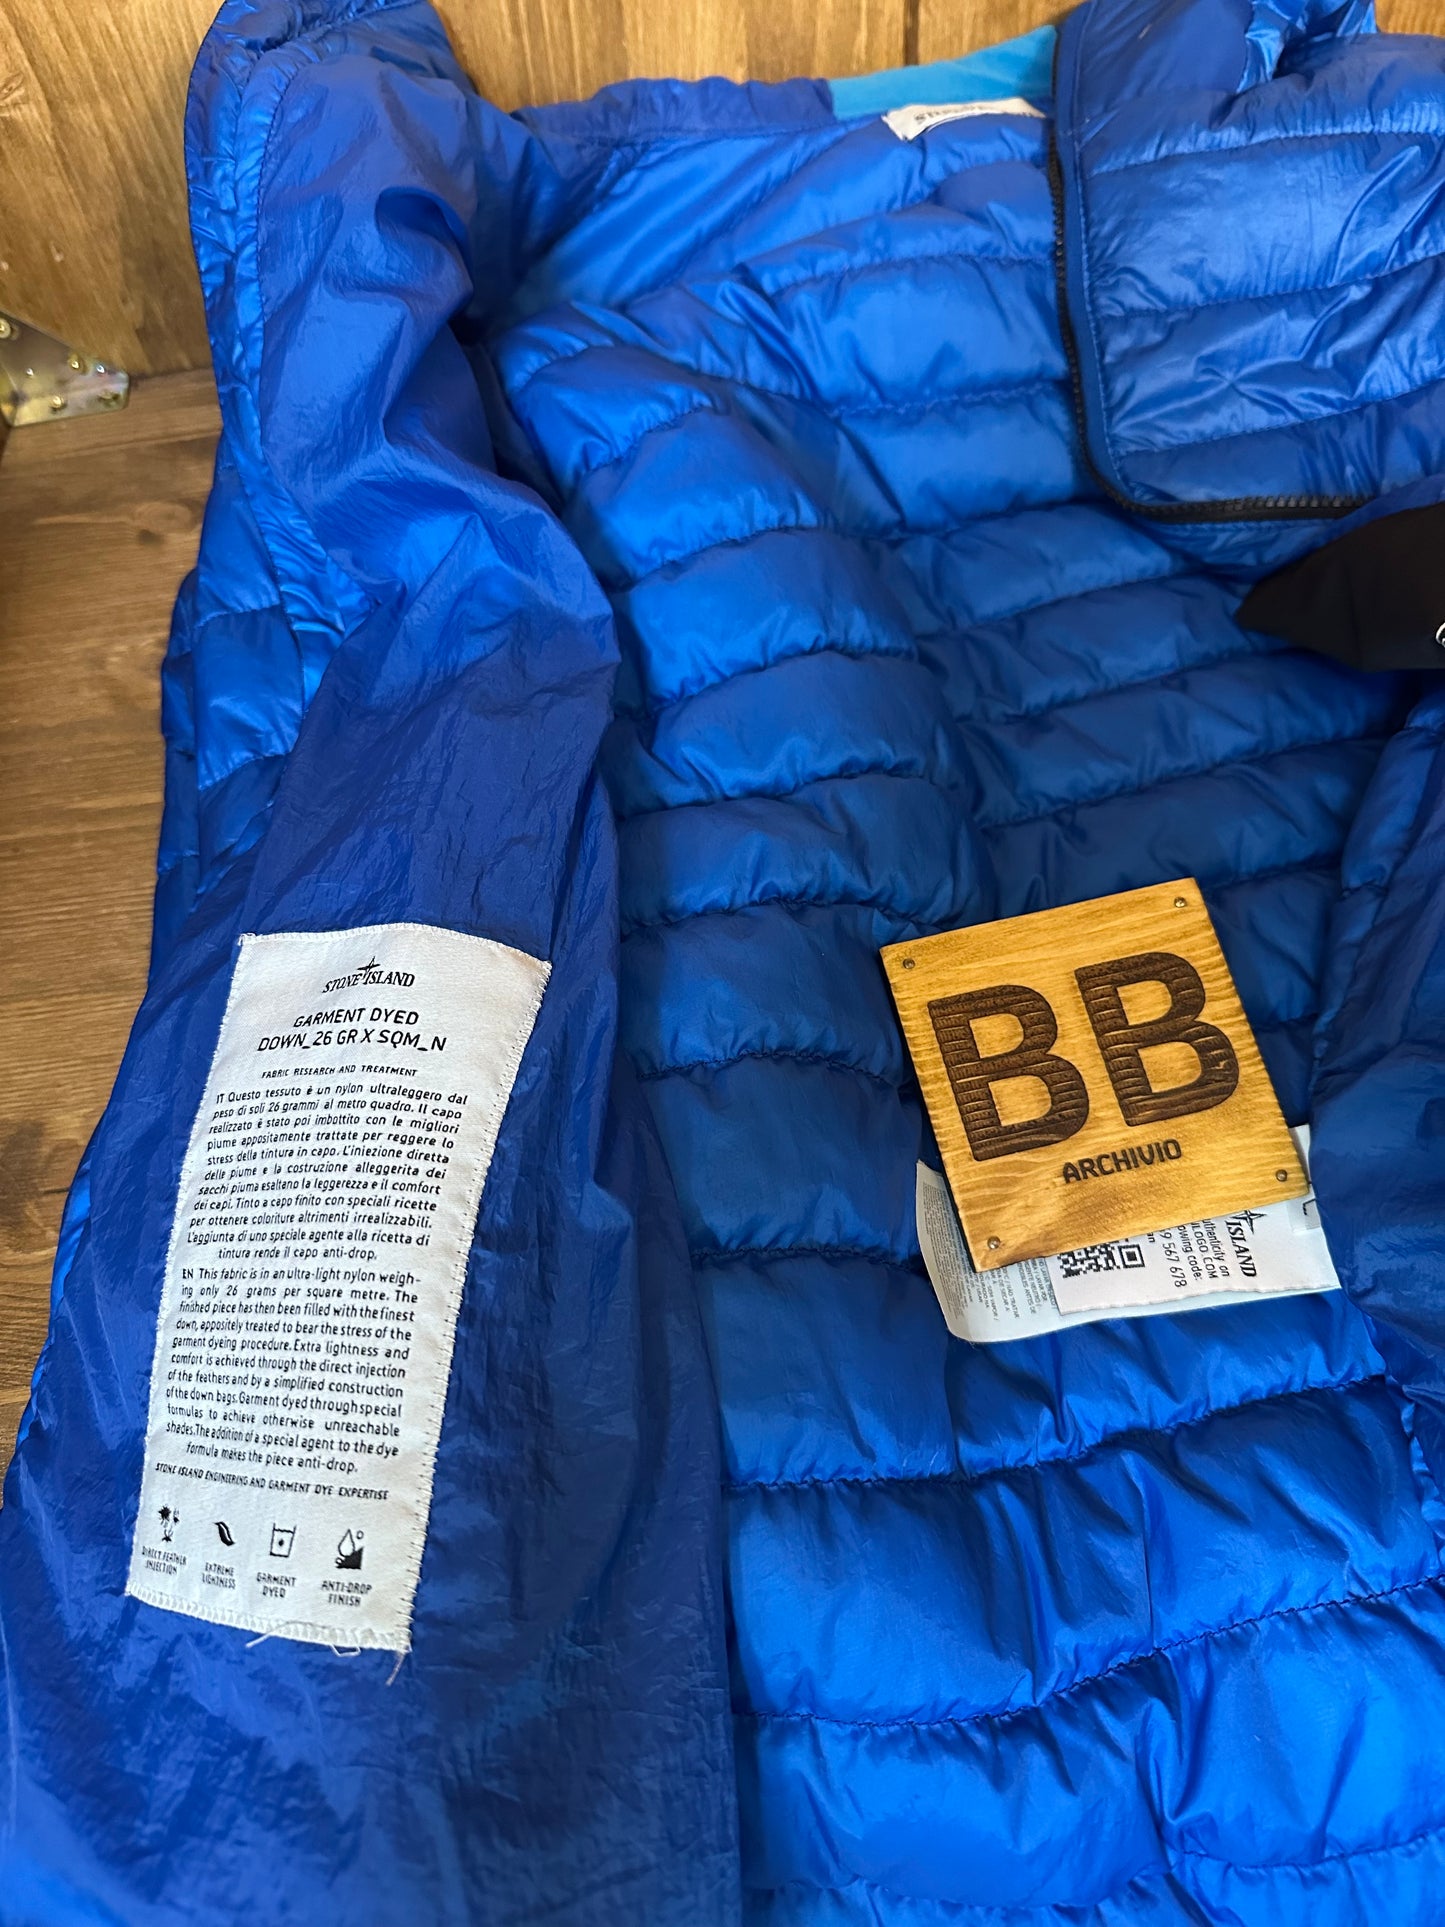 STONE ISLAND
GARMENT DYED
DOWN_26 GR X SQM_N
FABRIC RESEARCH AND TREATMENT
IT Questo tessuto è un nylon ultraleggero dal
peso di soli 26 grammi al metro quadro. Il capo
realizzato è stato poi imbottito con le migliori
piume appositamente trattate per reggere lo
stress della tintura in capo. L'iniezione diretta
delle piume e la costruzione alleggerita dei
sacchi piuma esaltano la leggerezza e il comfort
dei capi. Tinto a capo finito con speciali ricette
per ottenere coloriture altrimenti irrealizzabili.
L'aggiunta di uno speciale agente alla ricetta di
tintura rende il capo anti-drop.
EN This fabric is in an ultra-light nylon weigh-
ing only 26 grams per square metre. The
finished piece has then been filled with the finest
down, appositely treated to bear the stress of the
garment dyeing procedure. Extra lightness and
comfort is achieved through the direct injection
of the feathers and by a simplified construction
of the down bags. Garment dyed through special
formulas to achieve otherwise unreachable
shades. The addition of a special agent to the dye
formula makes the piece anti-drop.
STONE ISLAND ENGINEERING AND GARMENT DYE EXPERTISE
DIRECT FEATHER
INJECTION
EXTREME
LIGHTNESS
GARMENT
DYED
ANTI-DROP
FINISH
BB
ARCHIVIO
ISLAND
authenticity on
LOGO.COM
owing code:
9 567 678